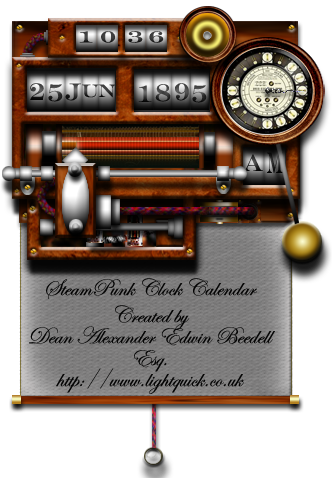 10 36
25JUN 1895
AM
SteamPunk Clock Calendar
Created by
Dean Alexander Edwin Beedell
Esq.
http://www.lightquick.co.uk